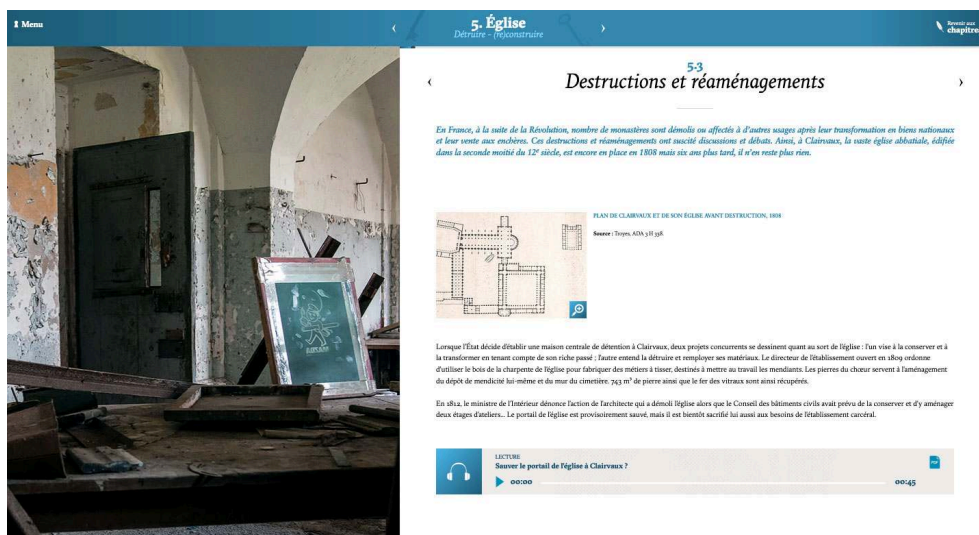 Menu
5. Église
Détruire - (re)construire
Revenir aux
chapitre
5-3
Destructions et réaménagements
En France, à la suite de la Révolution, nombre de monastères sont démolis ou affectés à d'autres usages après leur transformation en biens nationaux
et leur vente aux enchères. Ces destructions et réaménagements ont suscité discussions et débats. Ainsi, à Clairvaux, la vaste église abbatiale, édifiée
dans la seconde moitié du 12e siècle, est encore en place en 1808 mais six ans plus tard, il n'en reste plus rien.
PLAN DE CLAIRVAUX ET DE SON ÉGLISE AVANT DESTRUCTION, 1808
Source : Troyes, ADA 3 H 338.
Lorsque l'État décide d'établir une maison centrale de détention à Clairvaux, deux projets concurrents se dessinent quant au sort de l'église : l'un vise à la conserver et à
la transformer en tenant compte de son riche passé ; l'autre entend la détruire et remployer ses matériaux. Le directeur de l'établissement ouvert en 1809 ordonne
d'utiliser le bois de la charpente de l'église pour fabriquer des métiers à tisser, destinés à mettre au travail les mendiants. Les pierres du chœur servent à l'aménagement
du dépôt de mendicité lui-même et du mur du cimetière. 743 m³ de pierre ainsi que le fer des vitraux sont ainsi récupérés.
En 1812, le ministre de l'Intérieur dénonce l'action de l'architecte qui a démoli l'église alors que le Conseil des bâtiments civils avait prévu de la conserver et d'y aménager
deux étages d'ateliers... Le portail de l'église est provisoirement sauvé, mais il est bientôt sacrifié lui aussi aux besoins de l'établissement carcéral.
LECTURE
Sauver le portail de l'église à Clairvaux ?
00:00
00:45
PDF